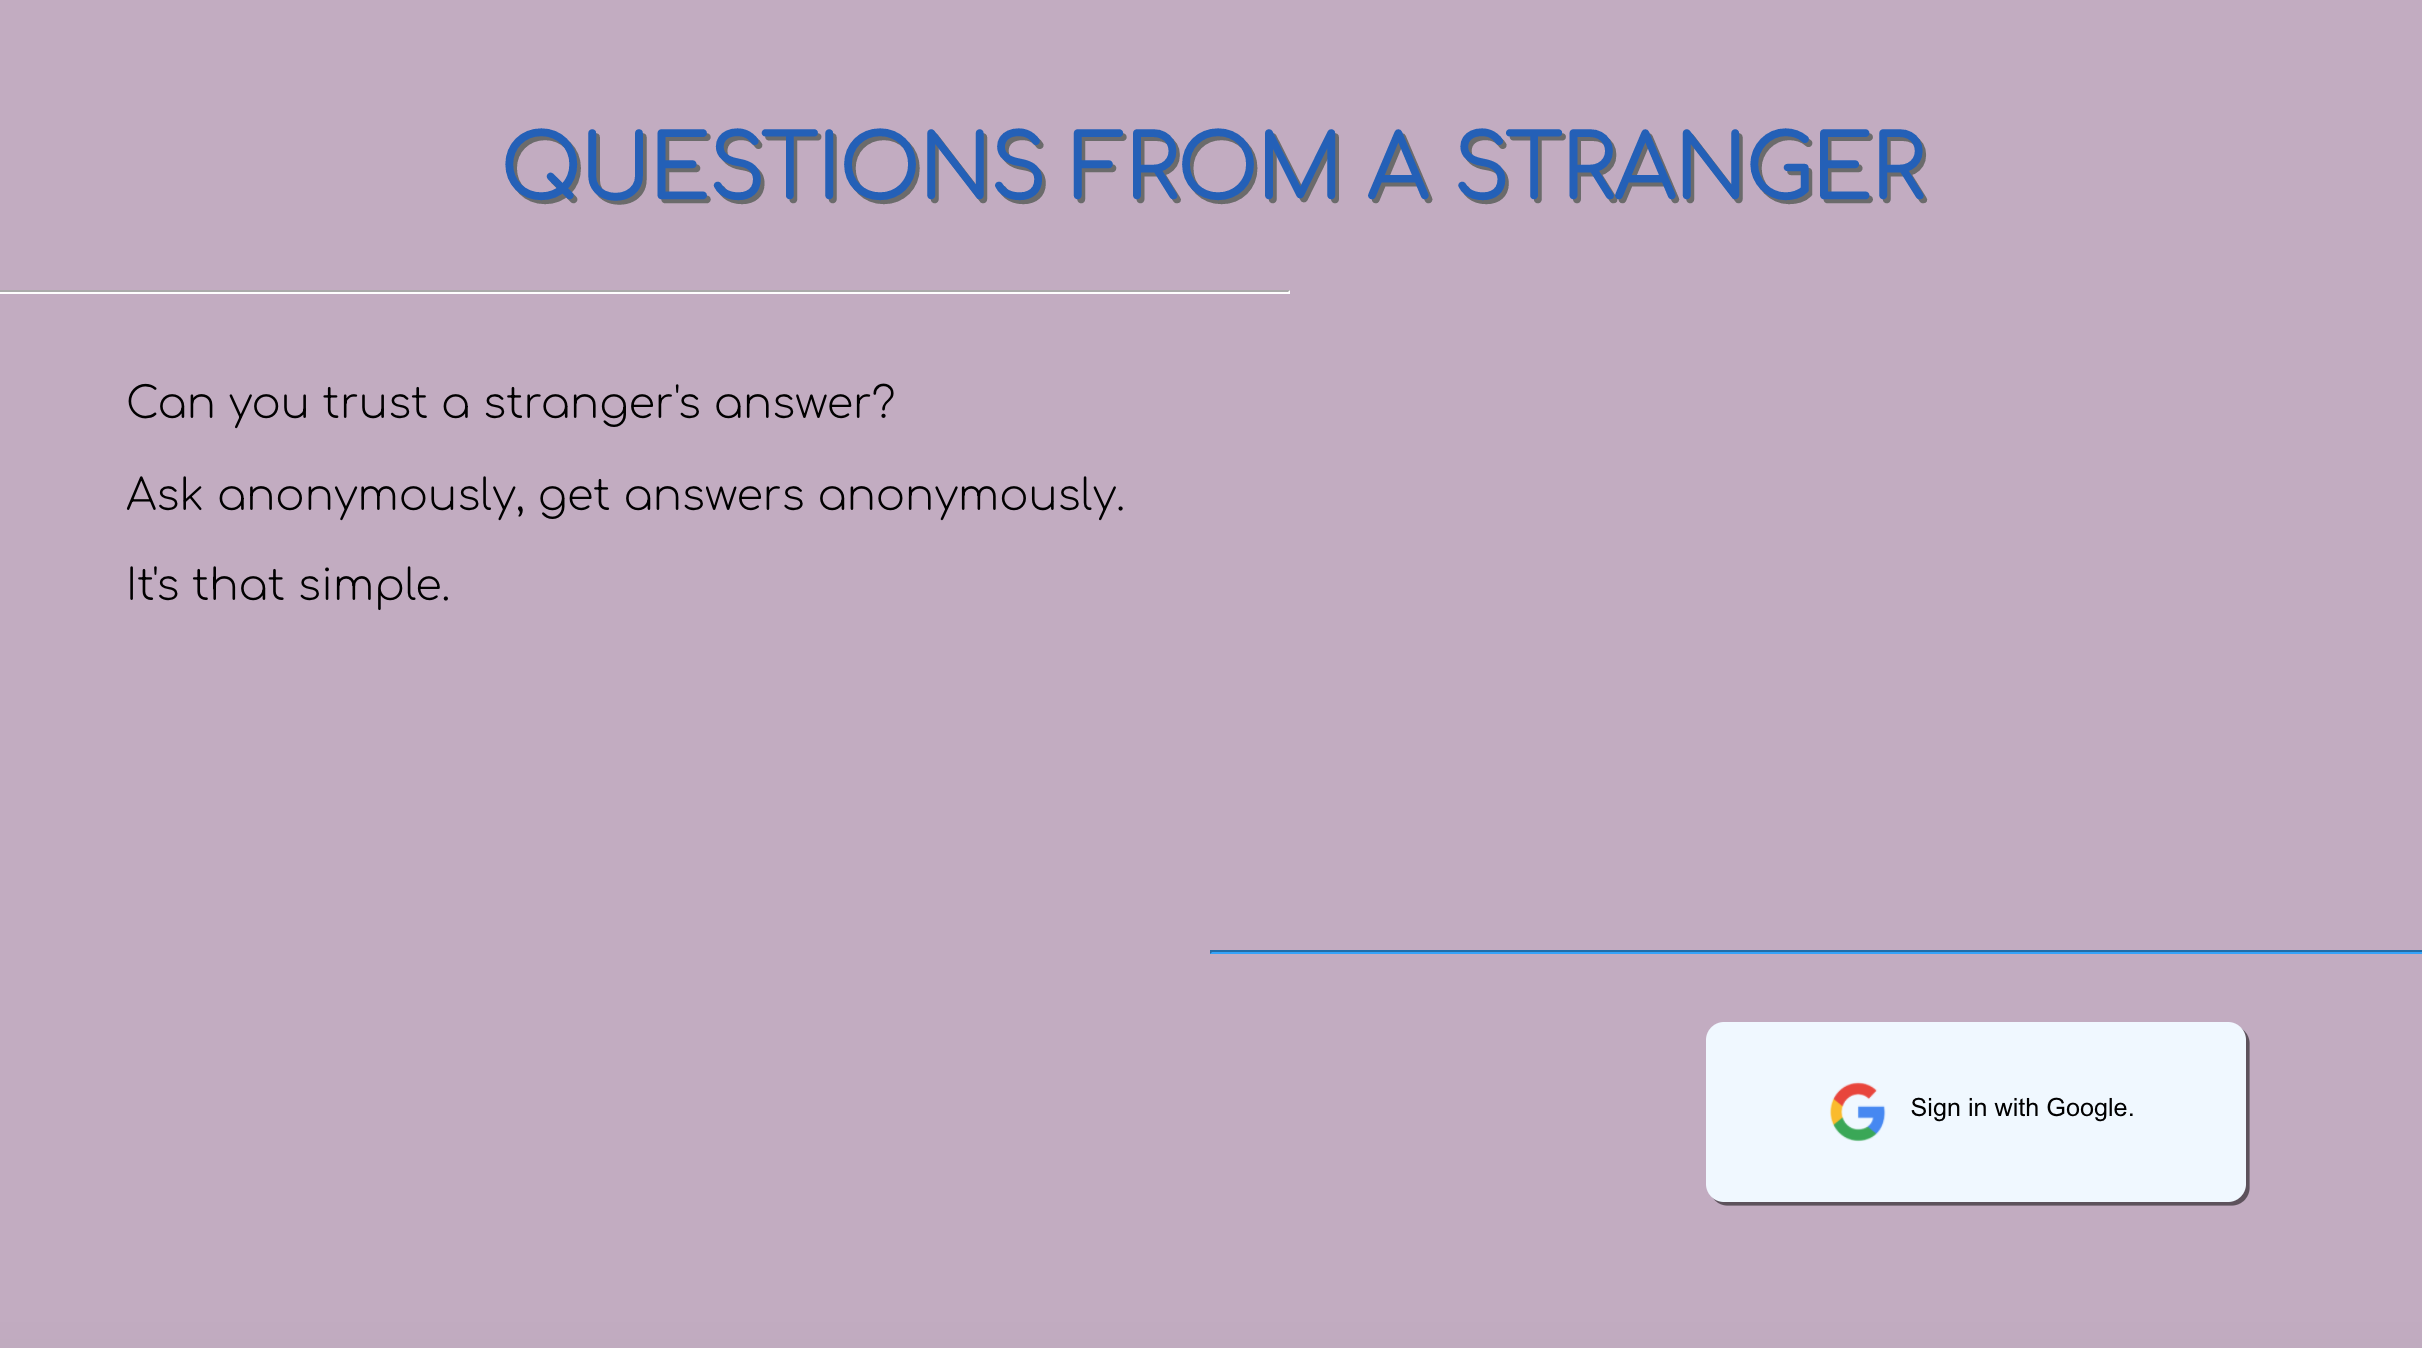 QUESTIONS FROM A STRANGER
Can you trust a stranger's answer?
Ask anonymously, get answers anonymously.
It's that simple.
Sign in with Google.